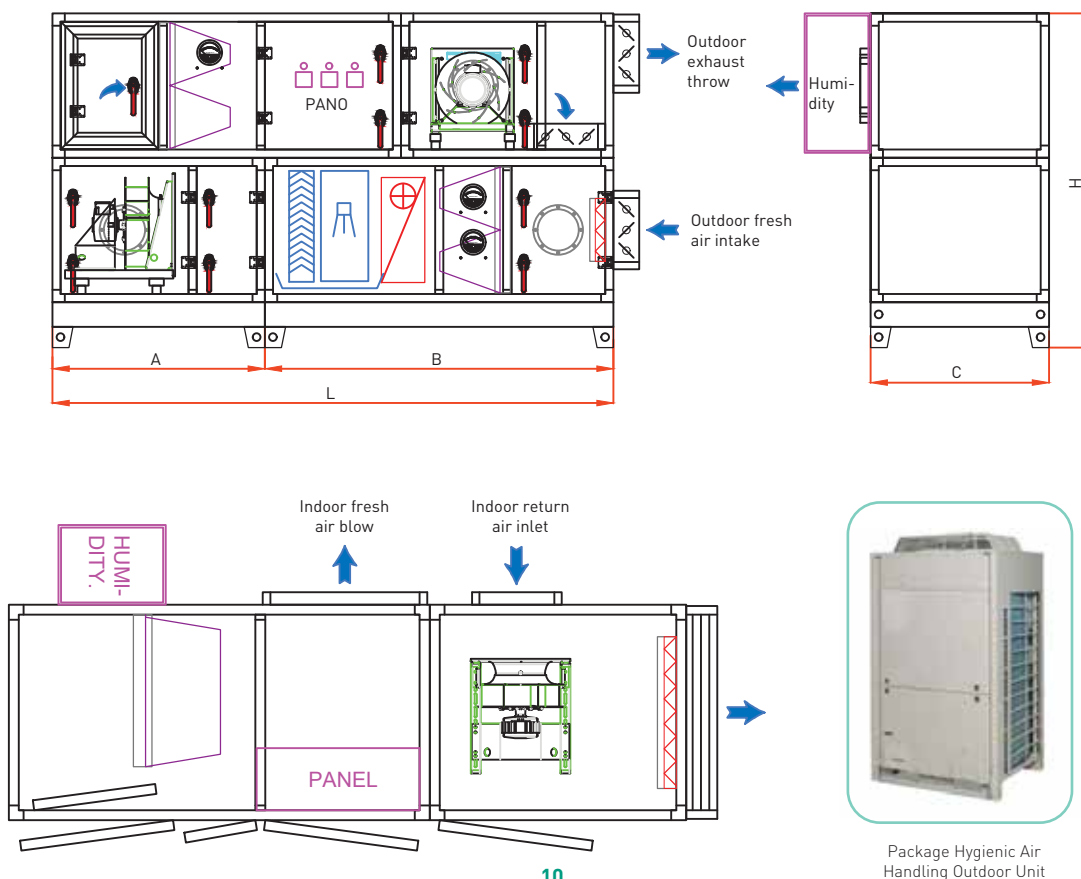 Outdoor
exhaust
throw
Humi-
dity
PANO
H
Outdoor fresh
air intake
A
B
C
L
Indoor fresh
air blow
Indoor return
air inlet
HUMI-
DITY.
PANEL
Package Hygienic Air
Handling Outdoor Unit
10